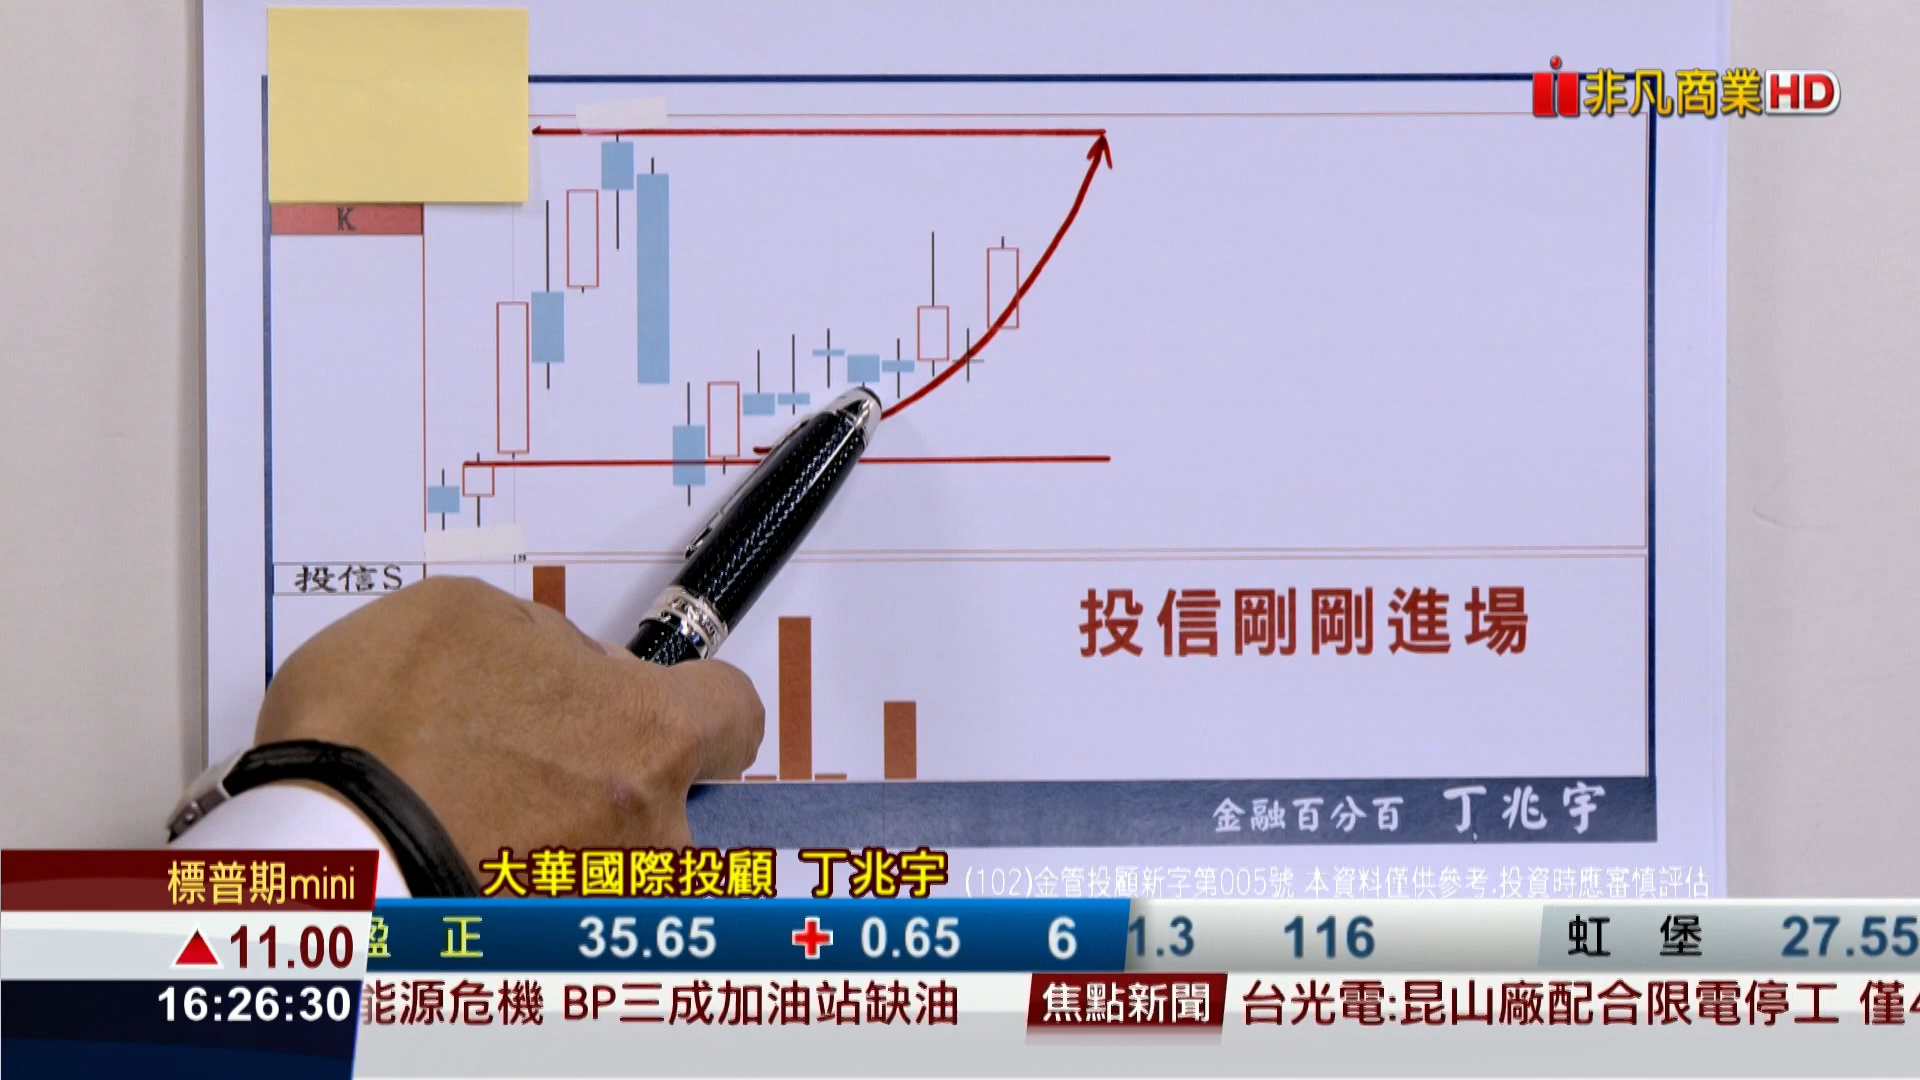 非凡商業HD
K
投信S
投信剛剛進場
金融百分百 丁兆宇
大華國際投顧 丁兆宇
(102)金管投顧新字第005號 本資料僅供參考.投資時應審慎評估
標普期mini
▲11.00
盈 正 35.65 + 0.65 6
1.3 116 虹 堡 27.55
16:26:30
能源危機 BP三成加油站缺油 焦點新聞 台光電:昆山廠配合限電停工 僅